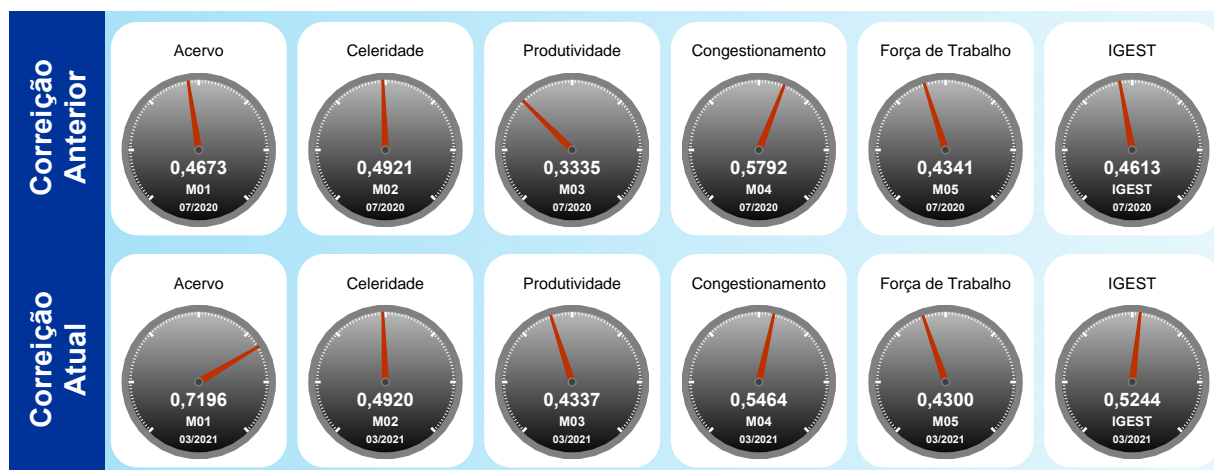 Correição
Anterior
Acervo
0,4673
M01
07/2020
Celeridade
0,4921
M02
07/2020
Produtividade
0,3335
M03
07/2020
Congestionamento
0,5792
M04
07/2020
Força de Trabalho
0,4341
M05
07/2020
IGEST
0,4613
IGEST
07/2020
Correição
Atual
Acervo
0,7196
M01
03/2021
Celeridade
0,4920
M02
03/2021
Produtividade
0,4337
M03
03/2021
Congestionamento
0,5464
M04
03/2021
Força de Trabalho
0,4300
M05
03/2021
IGEST
0,5244
IGEST
03/2021